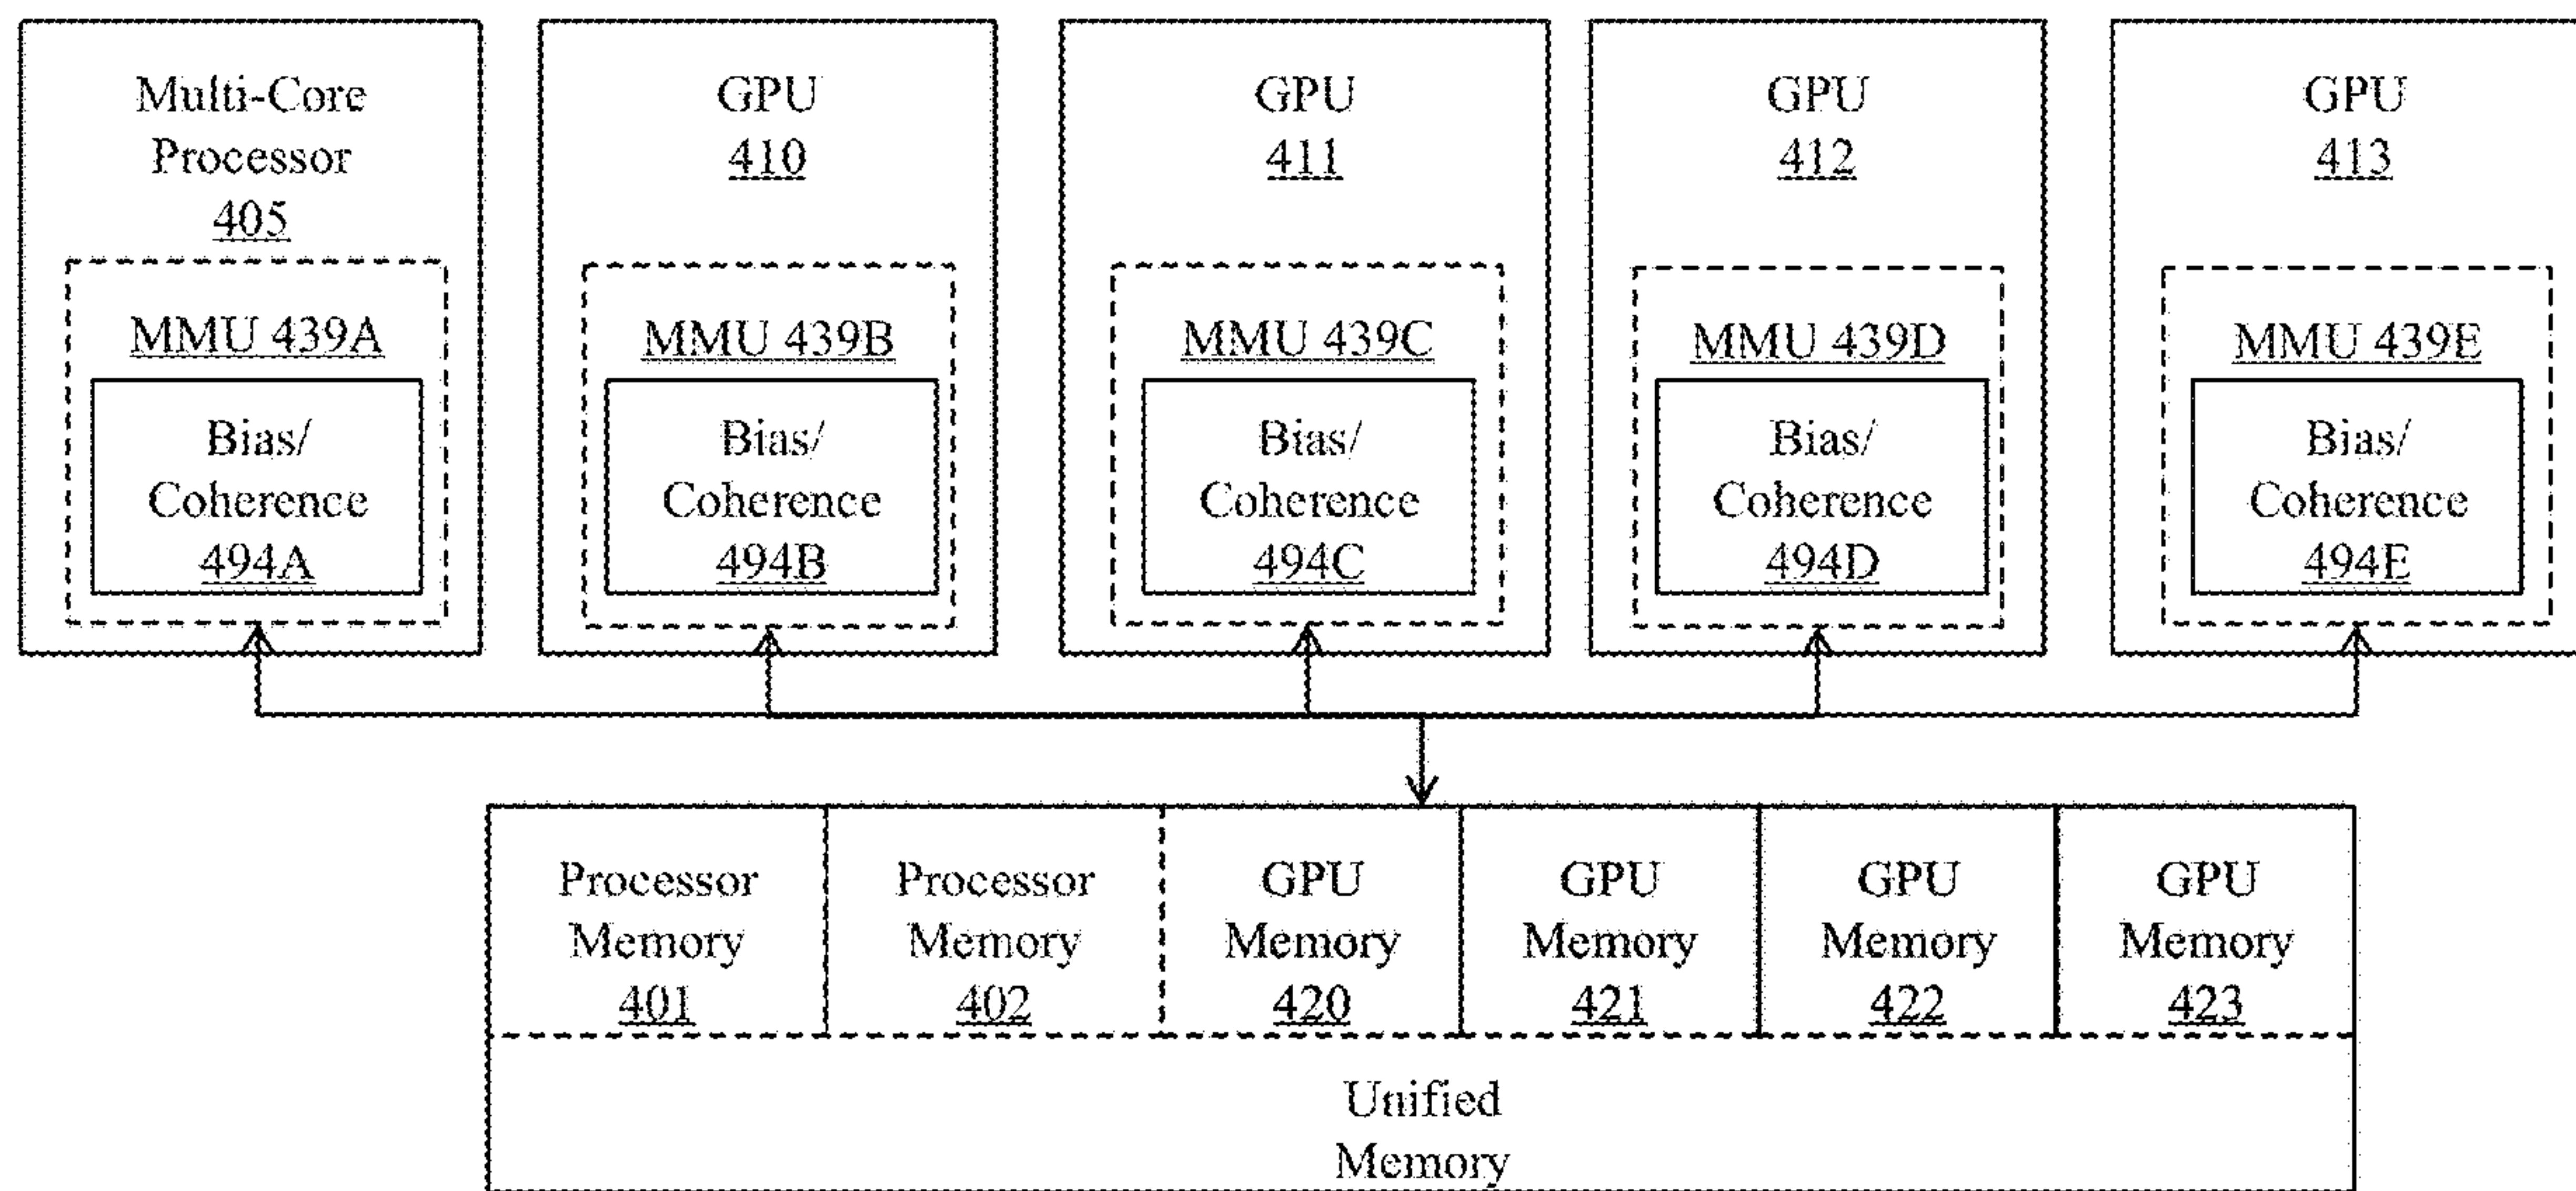 Multi-Core
Processor
405
MMU 439A
Bias/
Coherence
494A
GPU
410
MMU 439B
Bias/
Coherence
494B
GPU
411
MMU 439C
Bias/
Coherence
494C
GPU
412
MMU 439D
Bias/
Coherence
494D
GPU
413
MMU 439E
Bias/
Coherence
494E
Processor
Memory
401
Processor
Memory
402
GPU
Memory
420
GPU
Memory
421
GPU
Memory
422
GPU
Memory
423
Unified
Memory